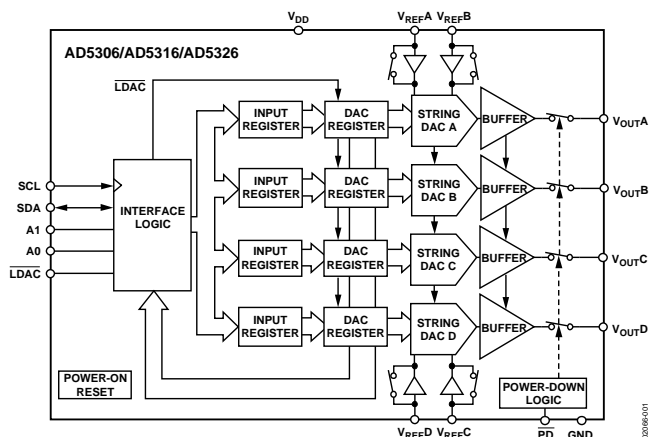 VDD
VREFA
VREFB
AD5306/AD5316/AD5326
LDAC
INPUT
REGISTER
DAC
REGISTER
STRING
DAC A
BUFFER
VOUTA
INPUT
REGISTER
DAC
REGISTER
STRING
DAC B
BUFFER
VOUTB
SCL
SDA
A1
A0
LDAC
INTERFACE
LOGIC
INPUT
REGISTER
DAC
REGISTER
STRING
DAC C
BUFFER
VOUTC
INPUT
REGISTER
DAC
REGISTER
STRING
DAC D
BUFFER
VOUTD
POWER-ON
RESET
POWER-DOWN
LOGIC
VREFD
VREFC
PD
GND
02066-001